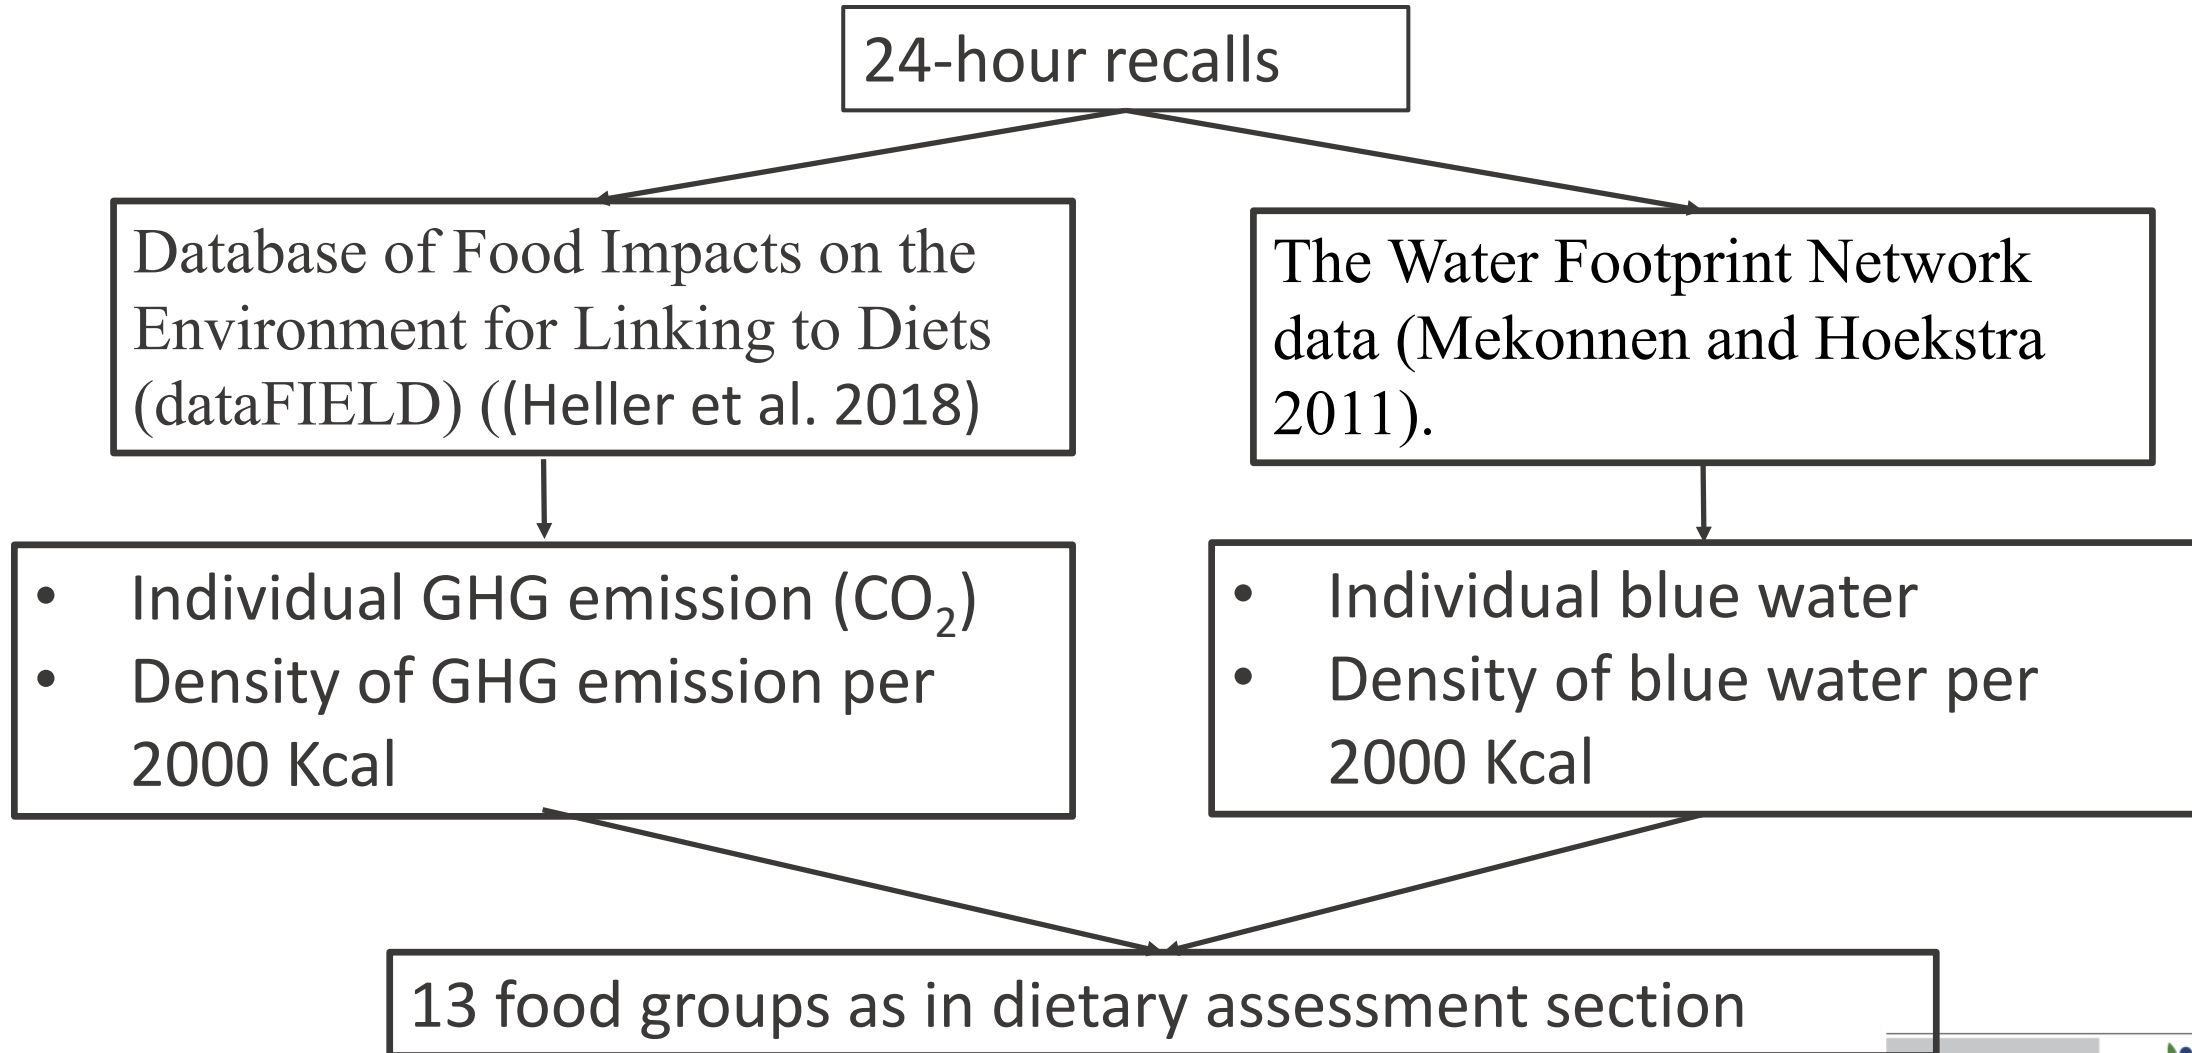 24-hour recalls
Database of Food Impacts on the
Environment for Linking to Diets
(dataFIELD) ((Heller et al. 2018)
The Water Footprint Network
data (Mekonnen and Hoekstra
2011).
• Individual GHG emission (CO₂)
• Density of GHG emission per
2000 Kcal
• Individual blue water
• Density of blue water per
2000 Kcal
13 food groups as in dietary assessment section